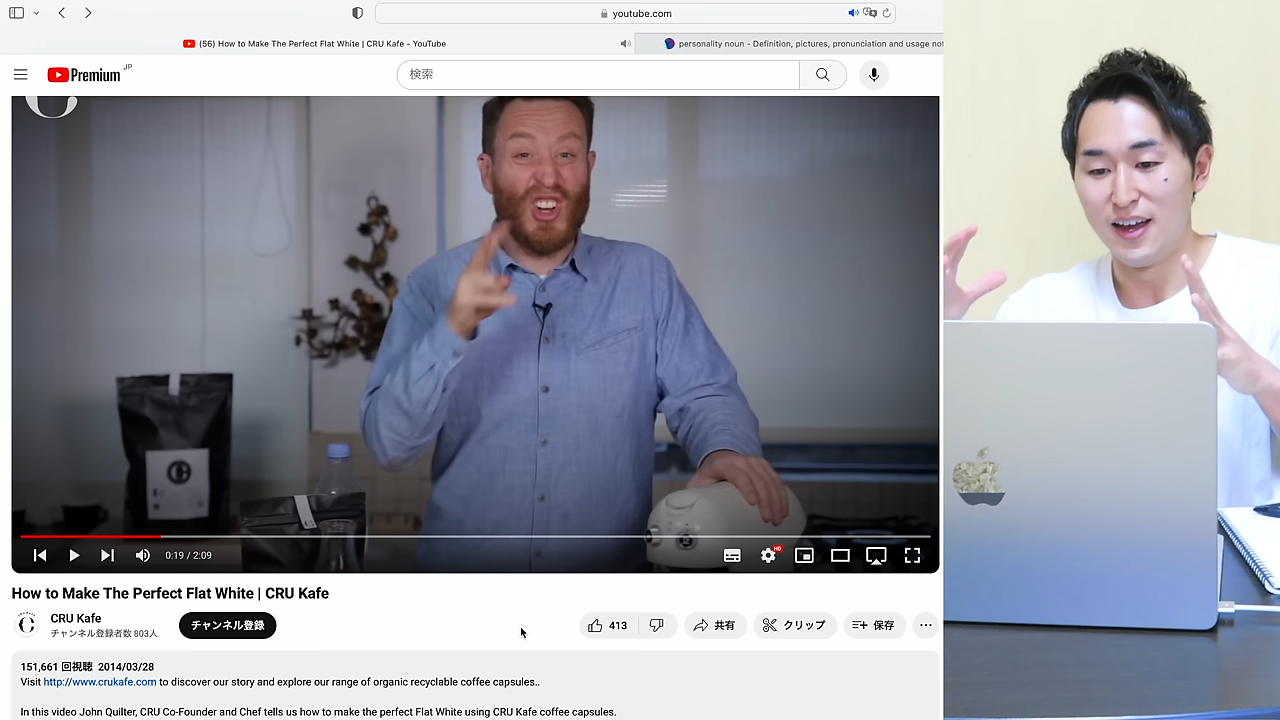 youtube.com
(56) How to Make The Perfect Flat White | CRU Kafe - YouTube
personality noun - Definition, pictures, pronunciation and usage not
Premium JP
検索
0:19 / 2:09
HD
How to Make The Perfect Flat White | CRU Kafe
CRU Kafe
チャンネル登録者数 803人
チャンネル登録
413
共有
クリップ
保存
151,661 回視聴 2014/03/28
Visit http://www.crukafe.com to discover our story and explore our range of organic recyclable coffee capsules..
In this video John Quilter, CRU Co-Founder and Chef tells us how to make the perfect Flat White using CRU Kafe coffee capsules.